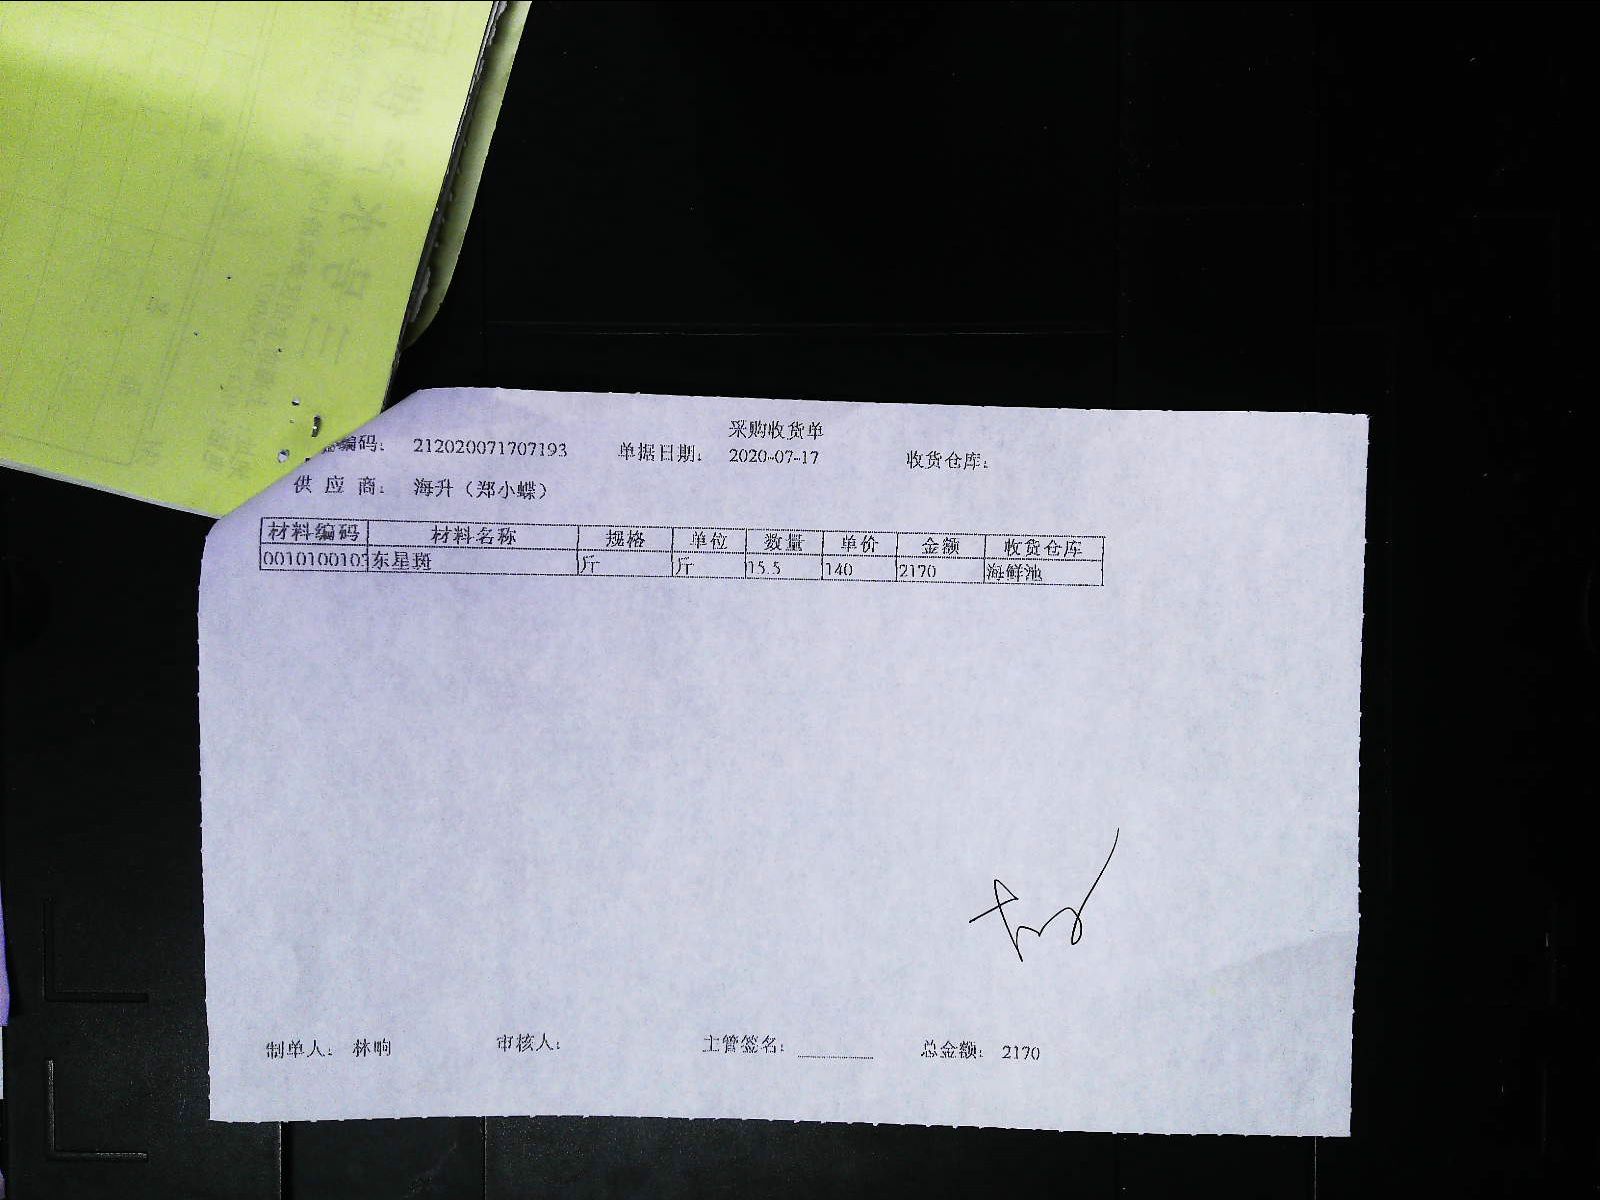 采购收货单
编码： 212020071707193 单据日期： 2020-07-17 收货仓库：
供 应 商： 海升（郑小蝶）
材料编码 材料名称 规格 单位 数量 单价 金额 收货仓库
0010100103 东星斑 斤 斤 15.5 140 2170 海鲜池
制单人： 林晌 审核人： 主管签名： 总金额： 2170